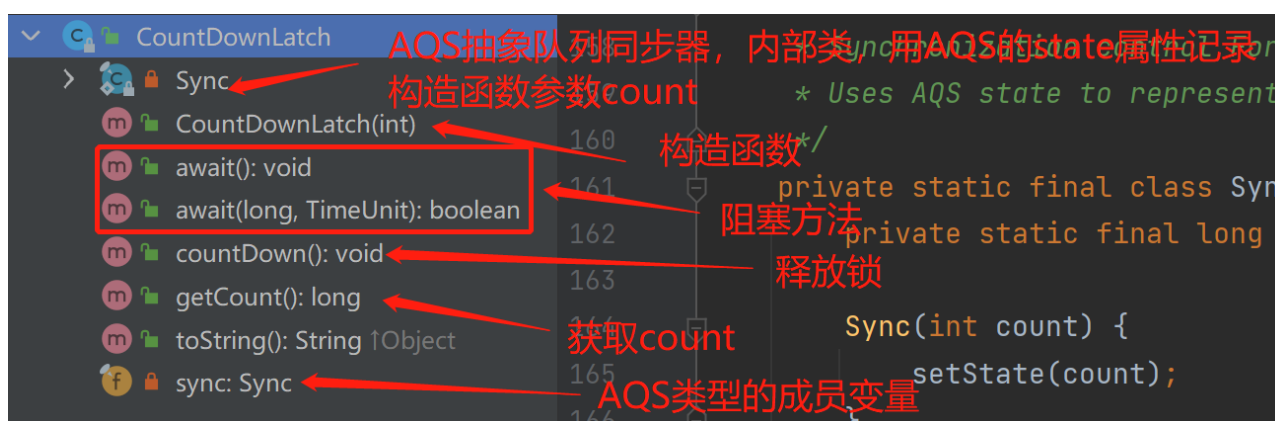 CountDownLatch
AQS抽象队列同步器，内部类，用AQS的state属性记录
构造函数参数count
Sync
CountDownLatch(int)
构造函数
await(): void
await(long, TimeUnit): boolean
阻塞方法
countDown(): void
释放锁
getCount(): long
获取count
toString(): String ↑Object
sync: Sync
AQS类型的成员变量
* Synchronization control For
* Uses AQS state to represent
160 */
161 private static final class Syn
162 private static final long
163
164 Sync(int count) {
165 setState(count);
166 }